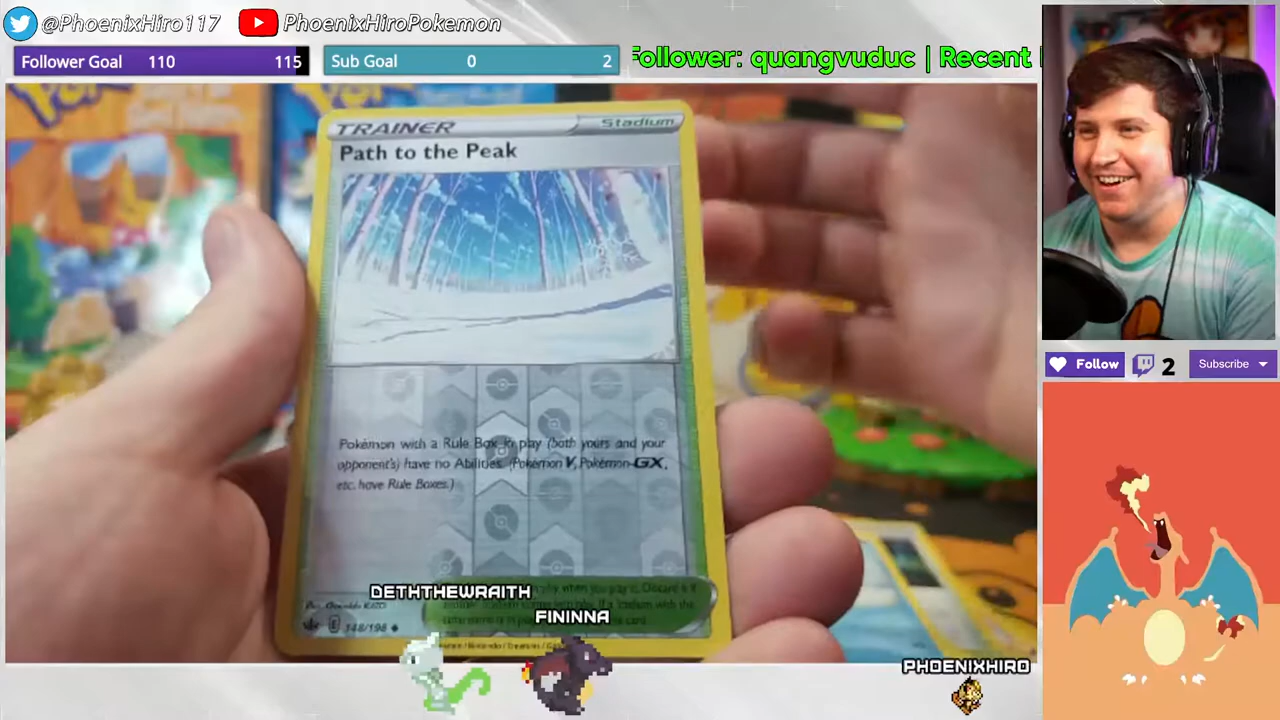 @PhoenixHiro117
PhoenixHiroPokemon
Follower Goal 110 115
Sub Goal 0 2
Follower: quangvuduc | Recent
TRAINER
Stadium
Path to the Peak
Pokémon with a Rule Box in play (both yours and your
opponent's) have no Abilities. (Pokémon V, Pokémon-GX,
etc. have Rule Boxes.)
148/198
DETHTHEWRAITH
FININNA
PHOENIXHIRO
Follow
2
Subscribe